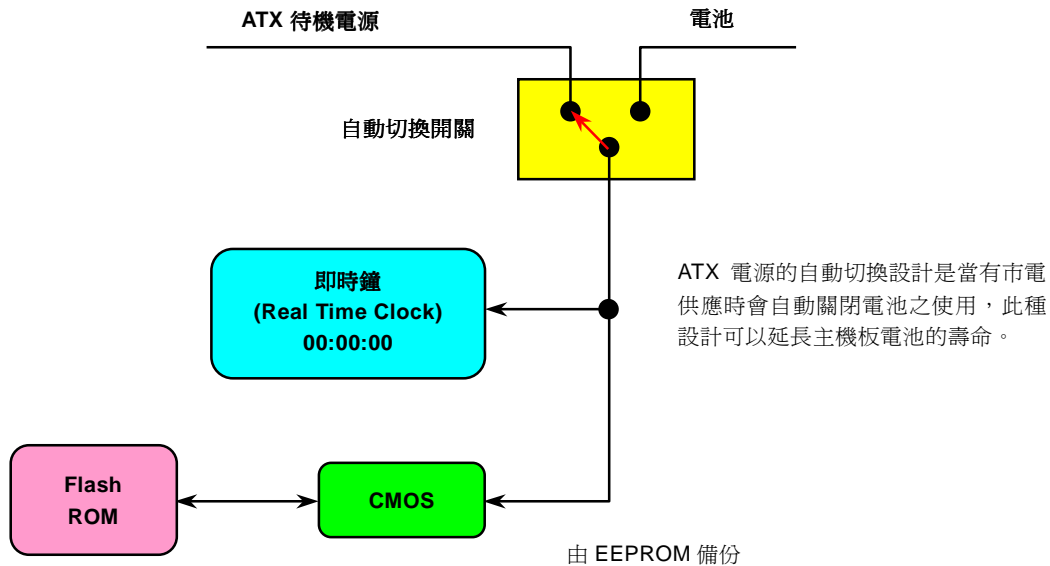 ATX 待機電源
電池
自動切換開關
即時鐘
(Real Time Clock)
00:00:00
ATX 電源的自動切換設計是當有市電
供應時會自動關閉電池之使用，此種
設計可以延長主機板電池的壽命。
Flash
ROM
CMOS
由 EEPROM 備份